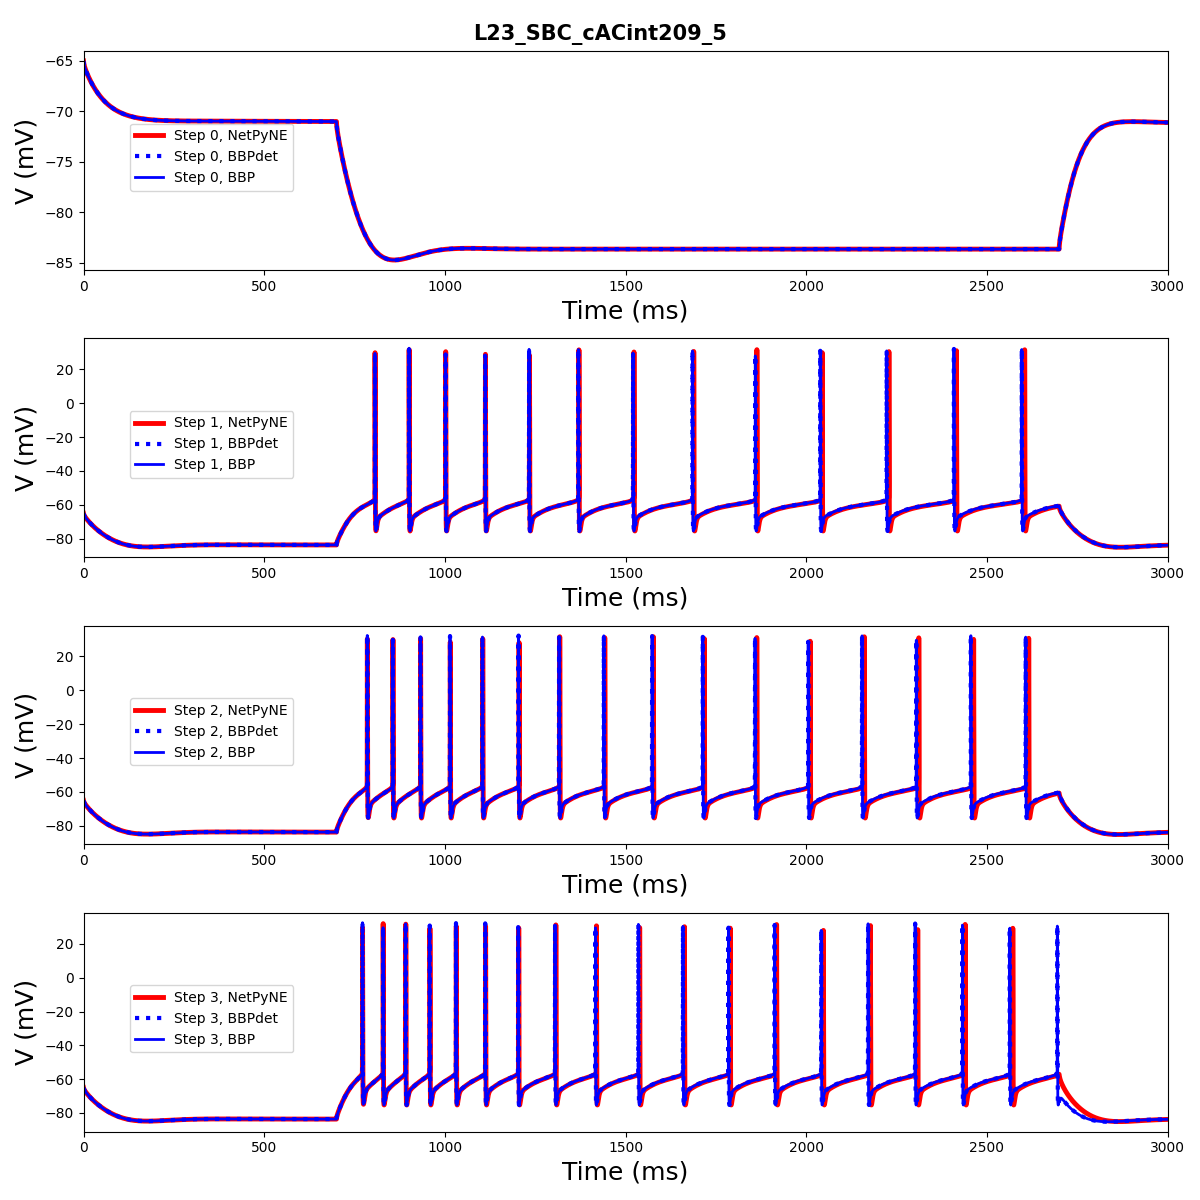 L23_SBC_cACint209_5
−65
−70
−75
−80
−85
V (mV)
Step 0, NetPyNE
Step 0, BBPdet
Step 0, BBP
0 500 1000 1500 2000 2500 3000
Time (ms)
20
0
−20
−40
−60
−80
V (mV)
Step 1, NetPyNE
Step 1, BBPdet
Step 1, BBP
0 500 1000 1500 2000 2500 3000
Time (ms)
20
0
−20
−40
−60
−80
V (mV)
Step 2, NetPyNE
Step 2, BBPdet
Step 2, BBP
0 500 1000 1500 2000 2500 3000
Time (ms)
20
0
−20
−40
−60
−80
V (mV)
Step 3, NetPyNE
Step 3, BBPdet
Step 3, BBP
0 500 1000 1500 2000 2500 3000
Time (ms)